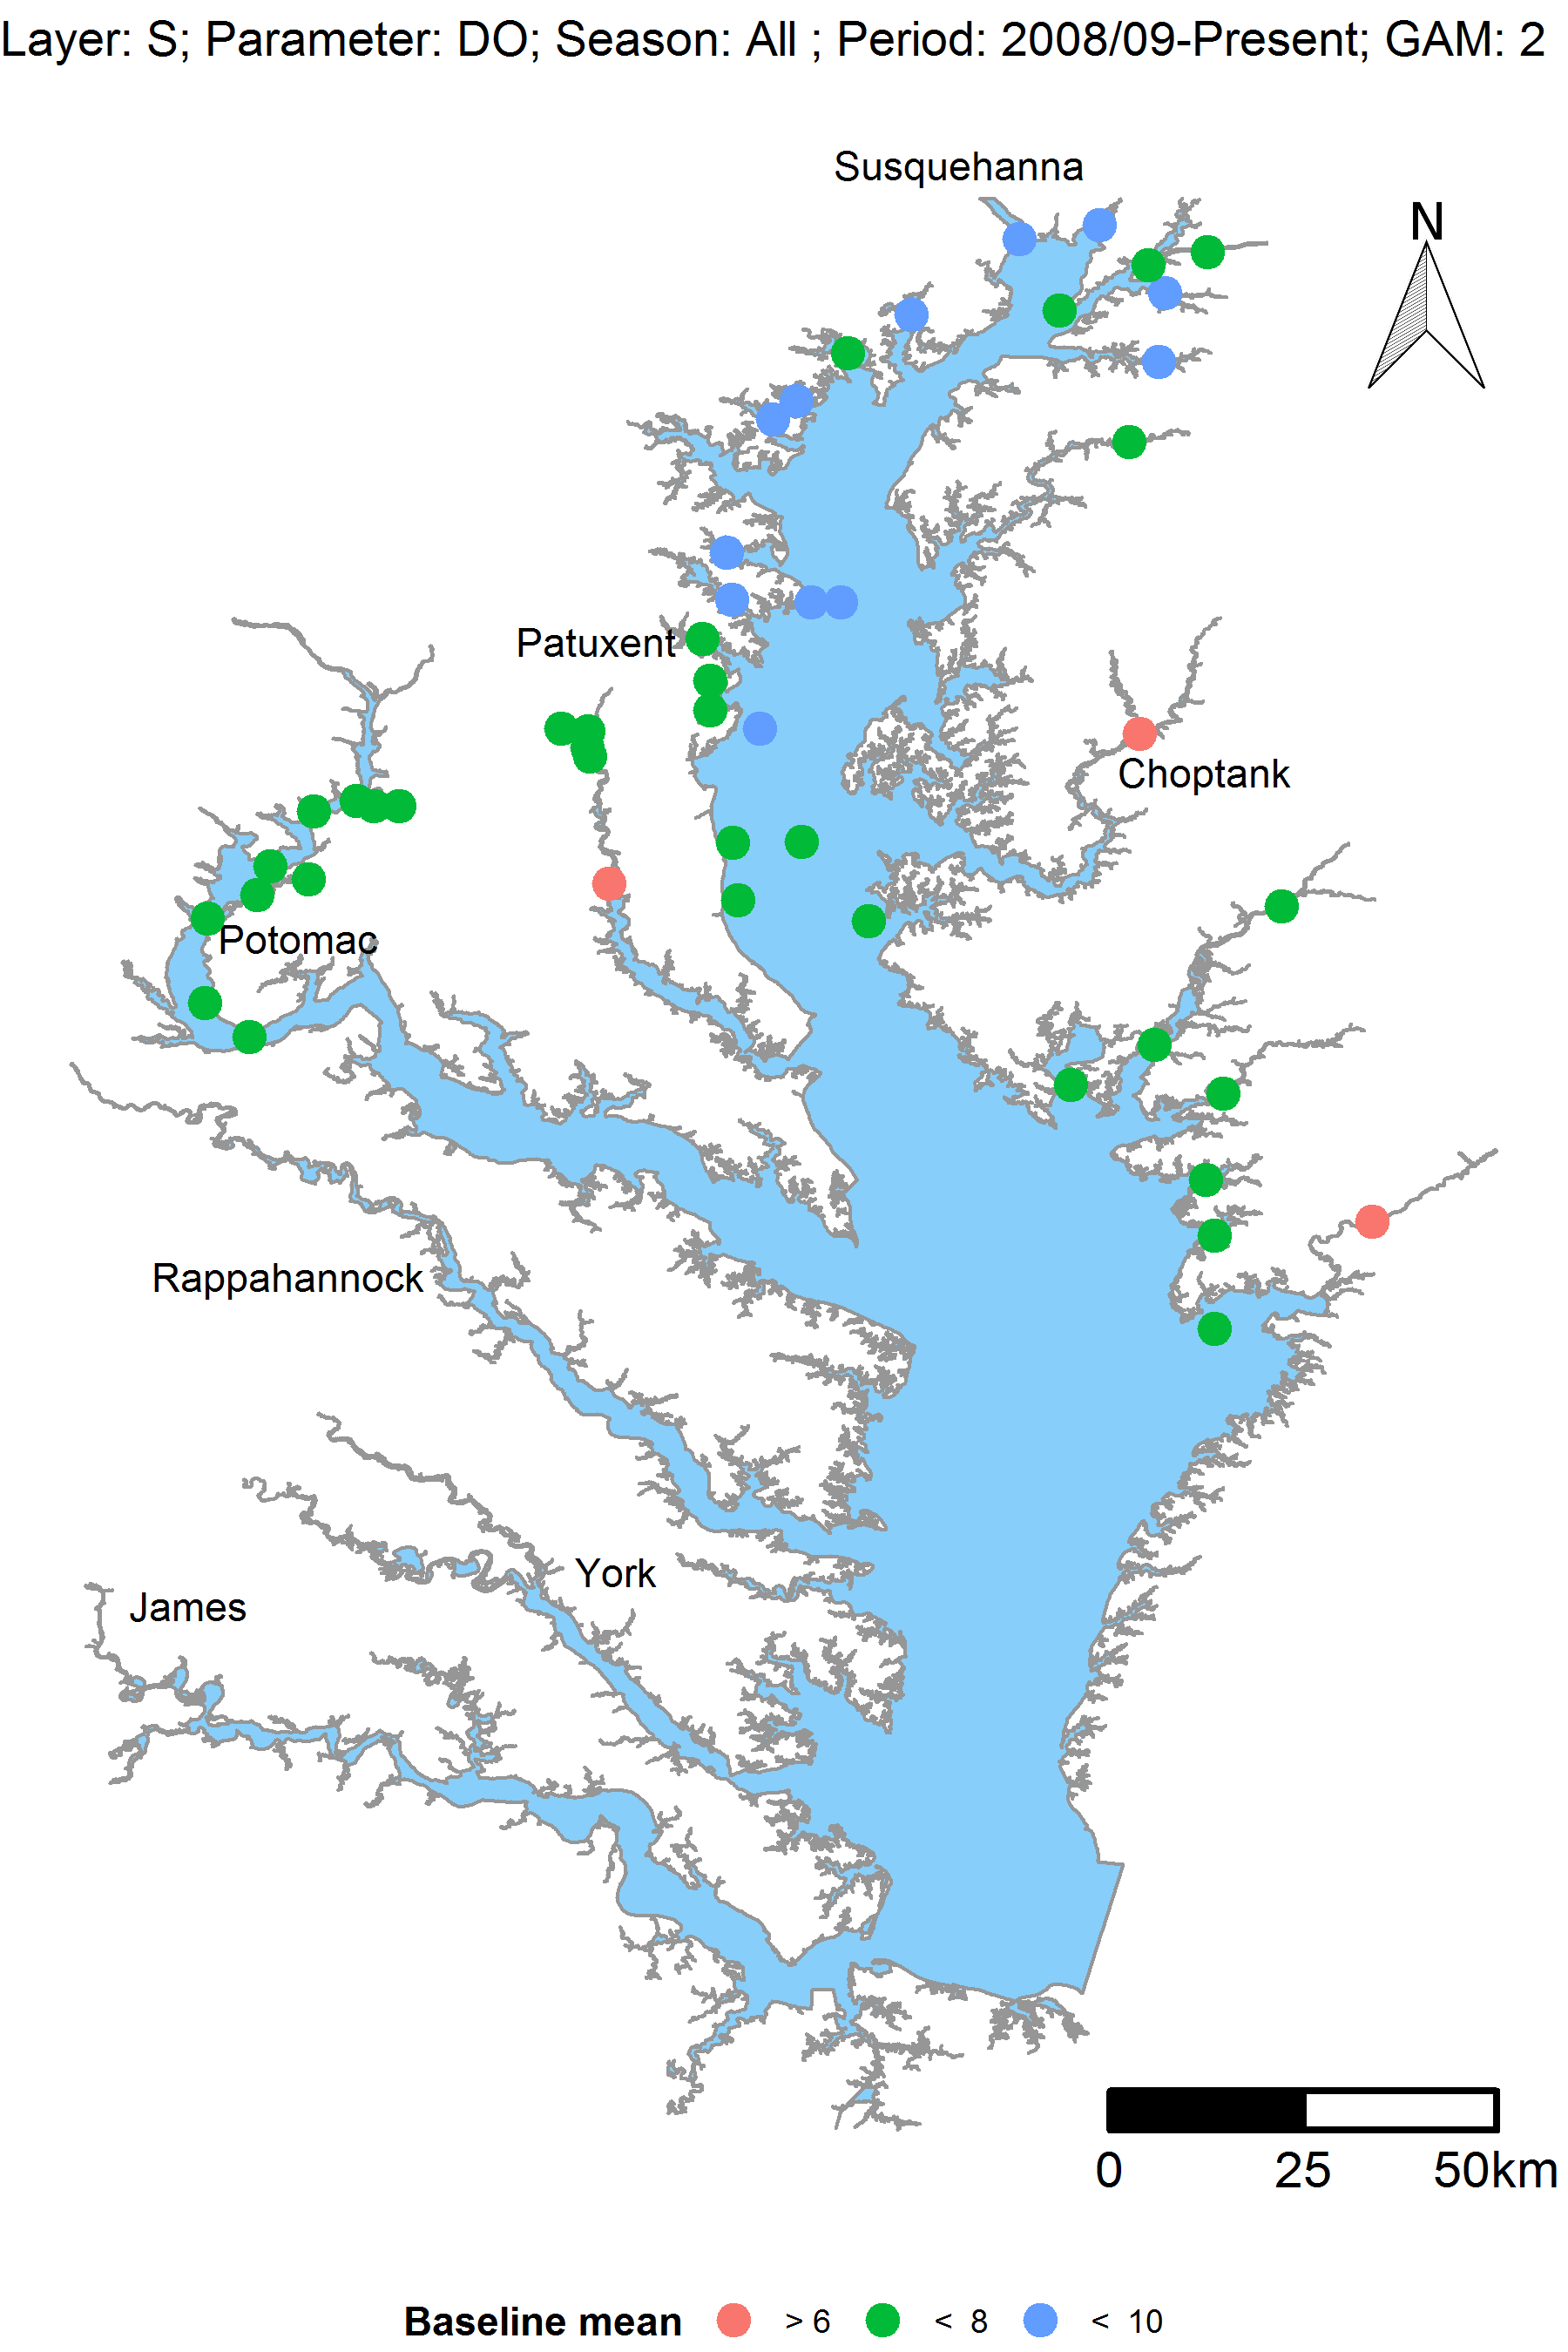 Layer: S; Parameter: DO; Season: All ; Period: 2008/09-Present; GAM: 2
Susquehanna
N
Patuxent
Choptank
Potomac
Rappahannock
York
James
0 25 50km
Baseline mean > 6 < 8 < 10